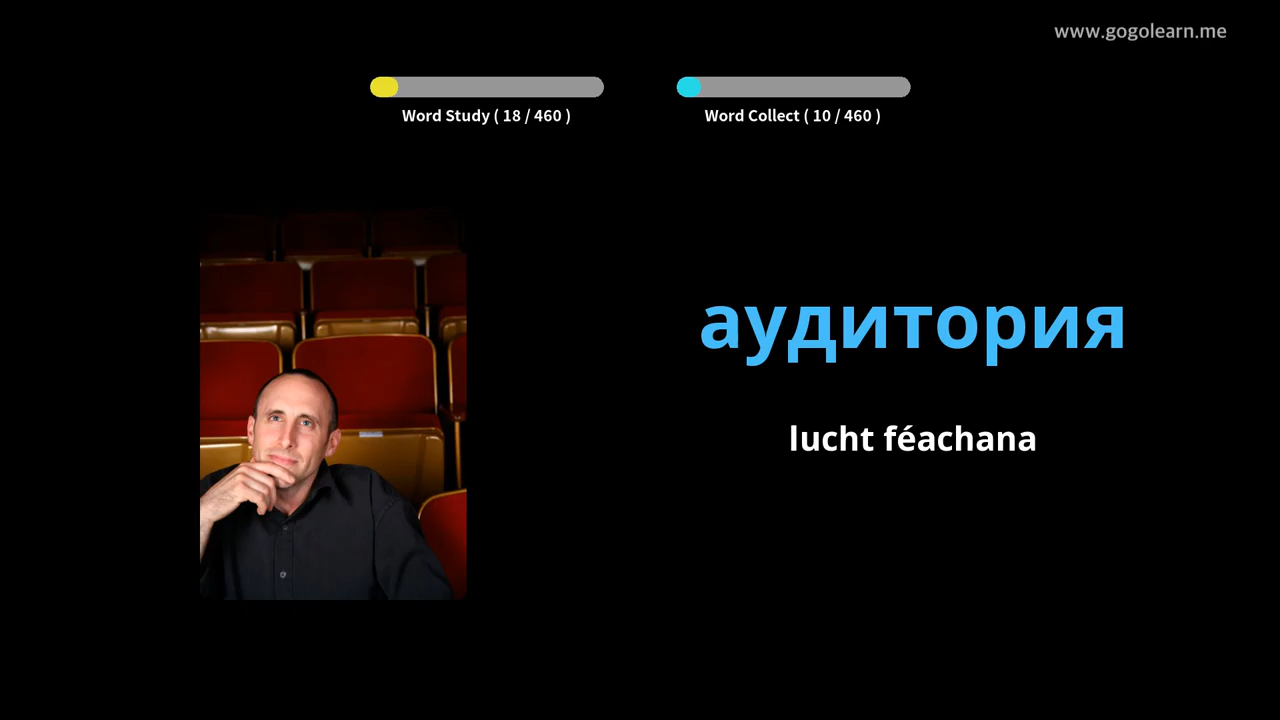 www.gogolearn.me
Word Study ( 18 / 460 )
Word Collect ( 10 / 460 )
аудитория
lucht féachana